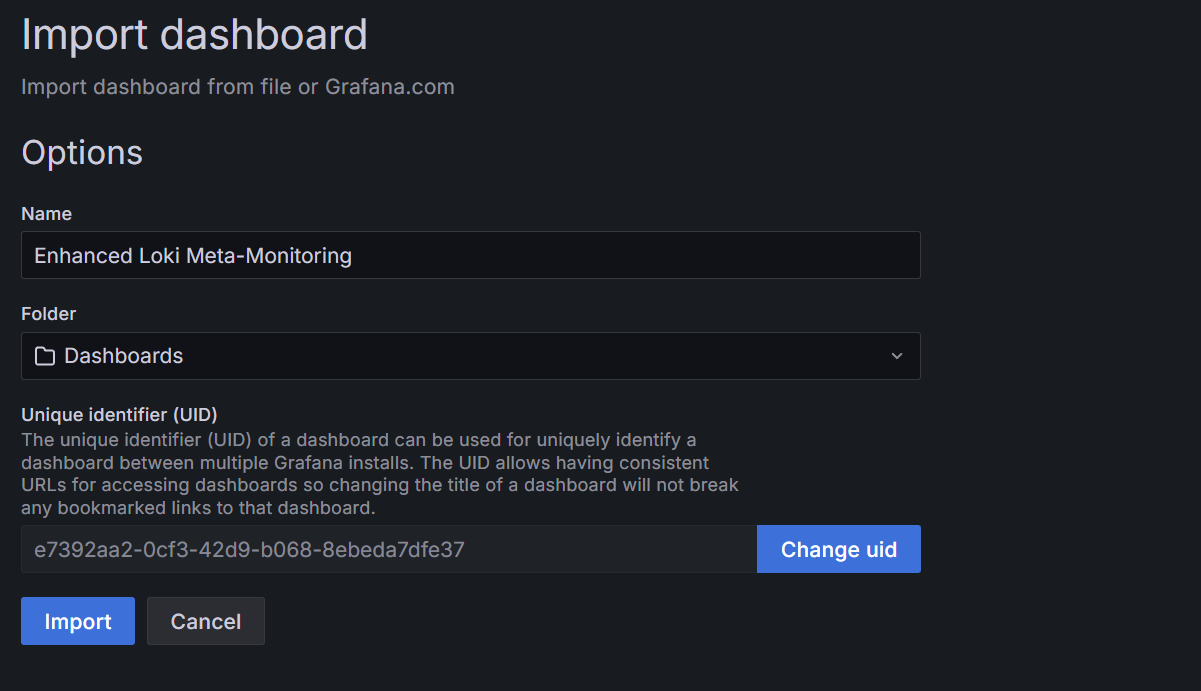 Import dashboard
Import dashboard from file or Grafana.com
Options
Name
Enhanced Loki Meta-Monitoring
Folder
Dashboards
Unique identifier (UID)
The unique identifier (UID) of a dashboard can be used for uniquely identify a
dashboard between multiple Grafana installs. The UID allows having consistent
URLs for accessing dashboards so changing the title of a dashboard will not break
any bookmarked links to that dashboard.
e7392aa2-0cf3-42d9-b068-8ebeda7dfe37
Change uid
Import
Cancel